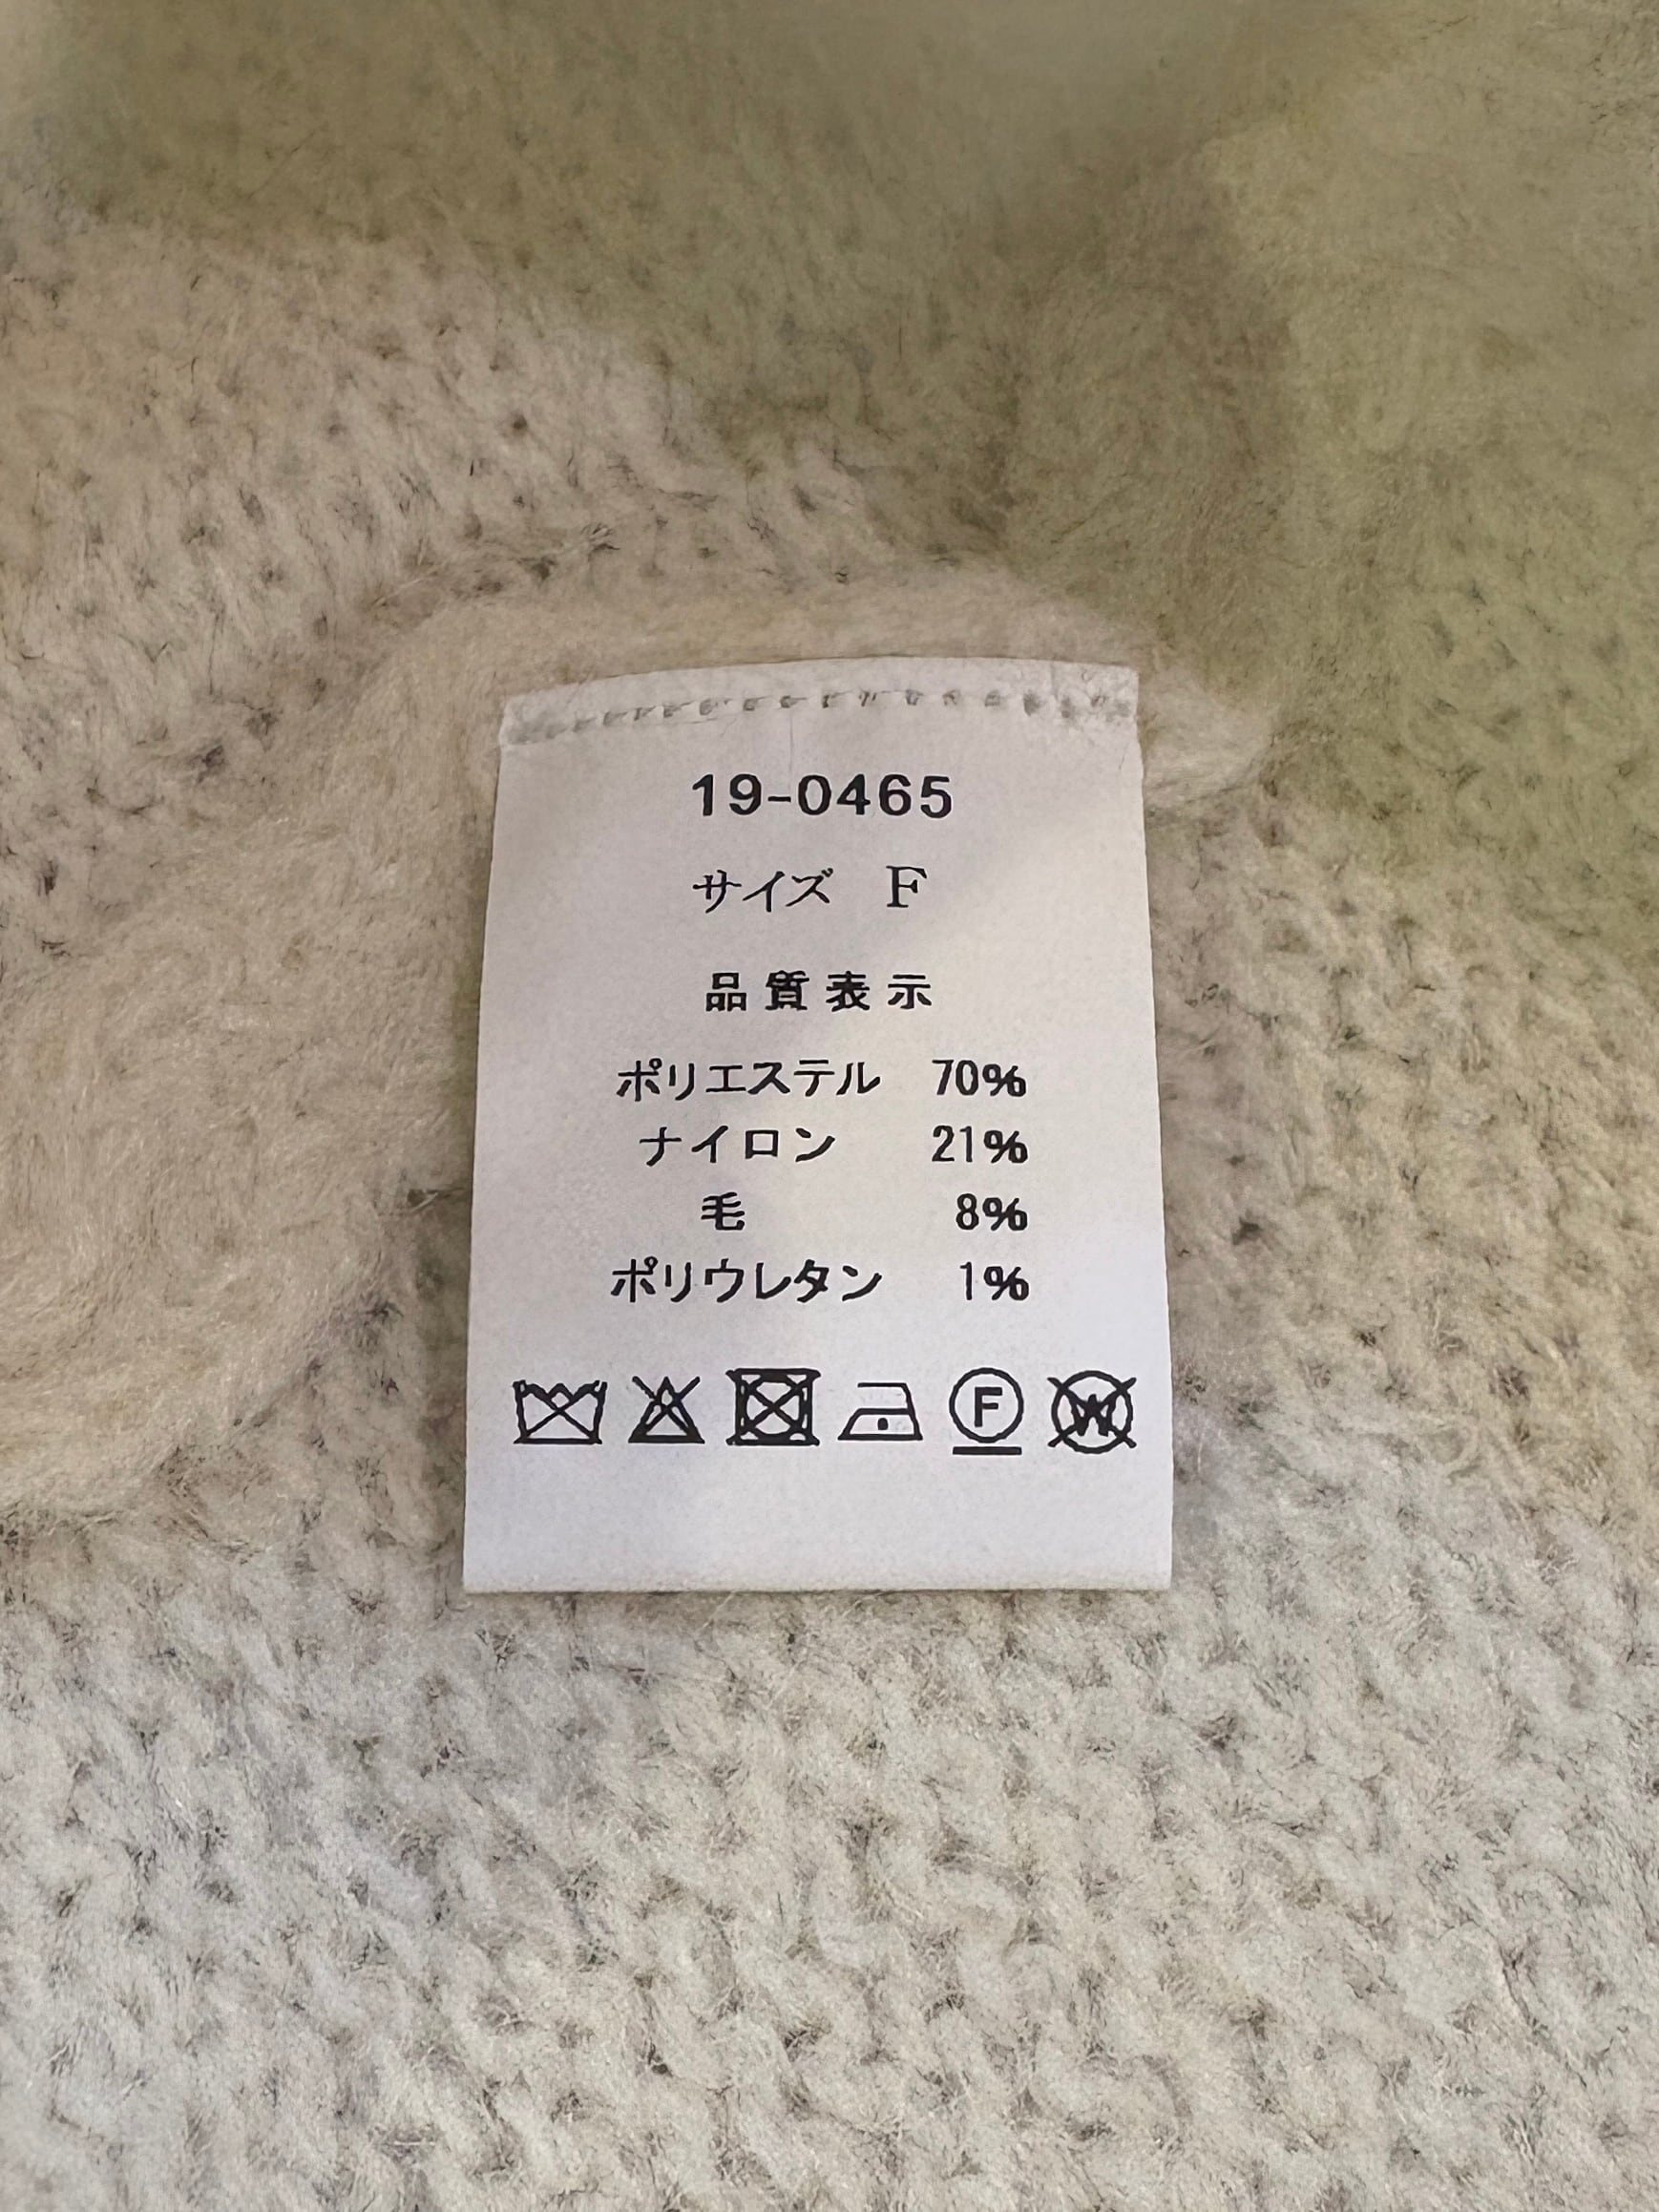 19-0465
サイズ F
品質表示
ポリエステル 70%
ナイロン 21%
毛 8%
ポリウレタン 1%
F W